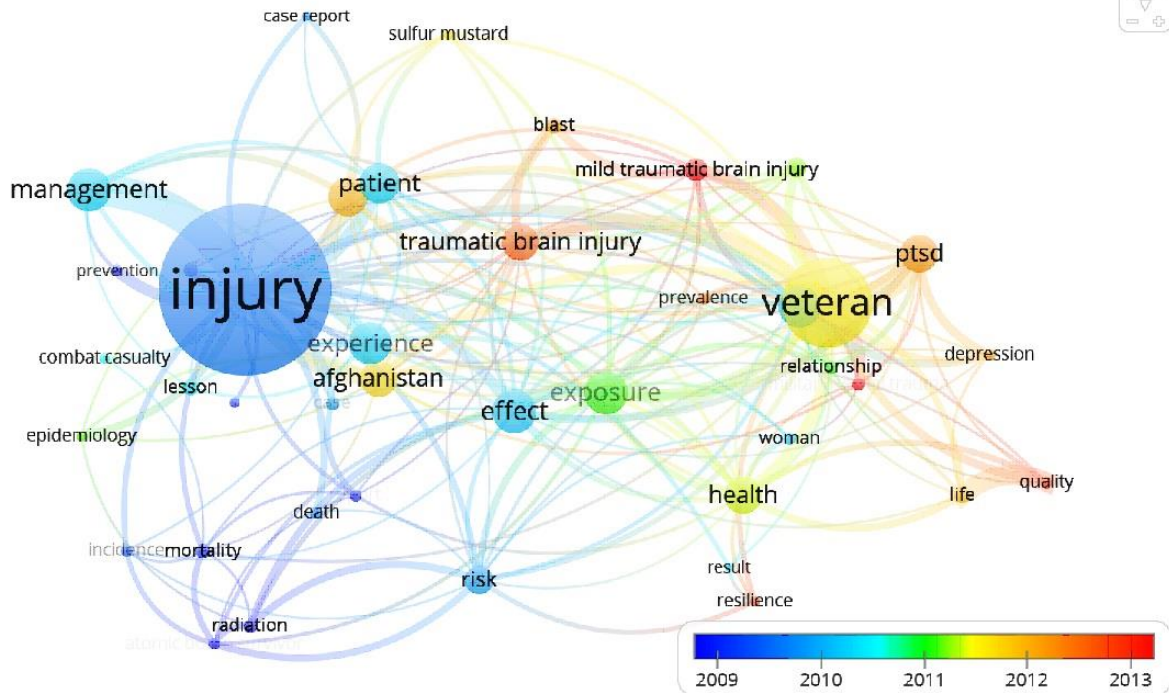 case report
sulfur mustard
blast
mild traumatic brain injury
management
patient
traumatic brain injury
ptsd
prevention
injury
prevalence
veteran
experience
combat casualty
depression
relationship
lesson
afghanistan
exposure
case
effect
epidemiology
woman
quality
health
life
death
incidence
mortality
result
risk
resilience
radiation
2009
2010
2011
2012
2013